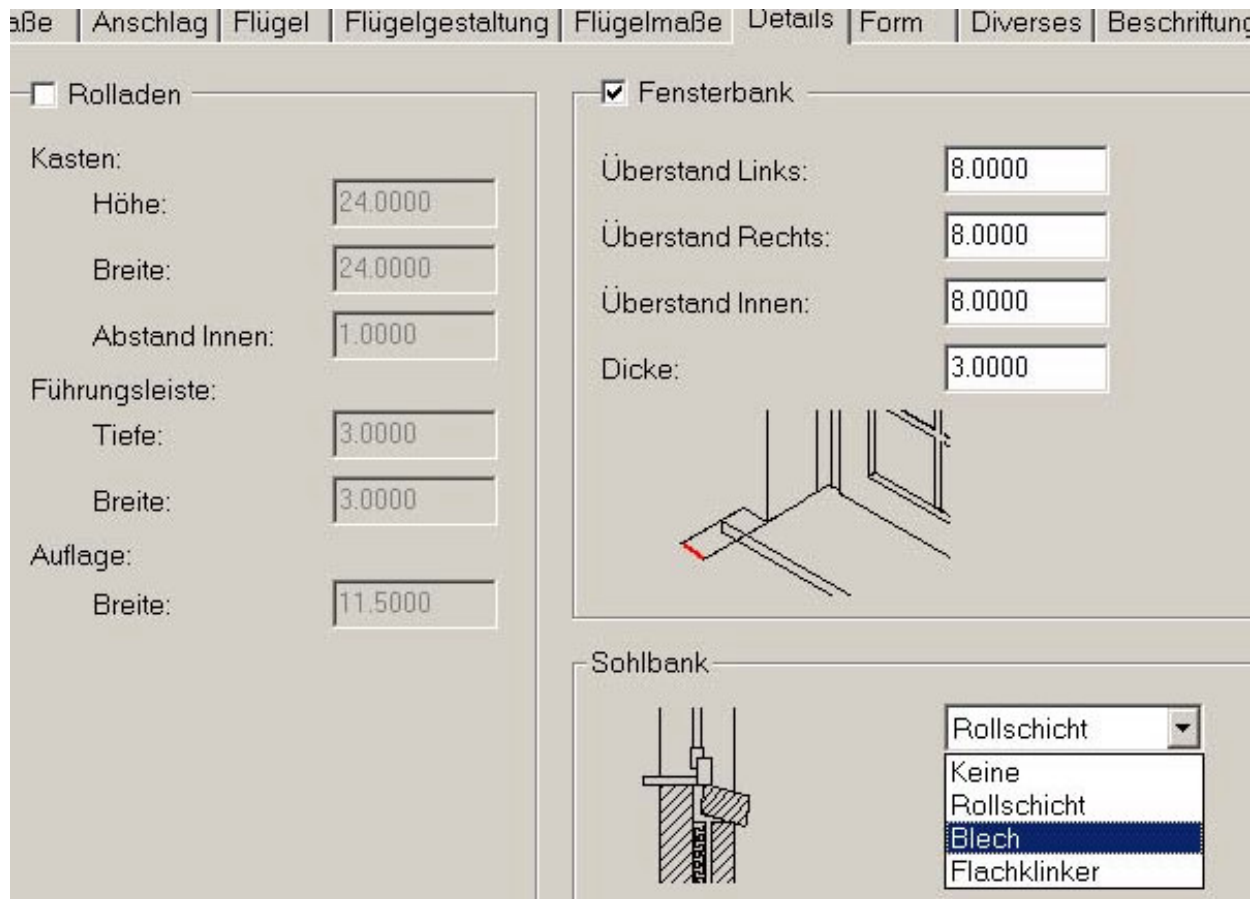 aße Anschlag Flügel Flügelgestaltung Flügelmaße Details Form Diverses Beschriftung
Rolladen
Kasten:
Höhe: 24.0000
Breite: 24.0000
Abstand Innen: 1.0000
Führungsleiste:
Tiefe: 3.0000
Breite: 3.0000
Auflage:
Breite: 11.5000
Fensterbank
Überstand Links: 8.0000
Überstand Rechts: 8.0000
Überstand Innen: 8.0000
Dicke: 3.0000
Sohlbank
Rollschicht
Keine
Rollschicht
Blech
Flachklinker